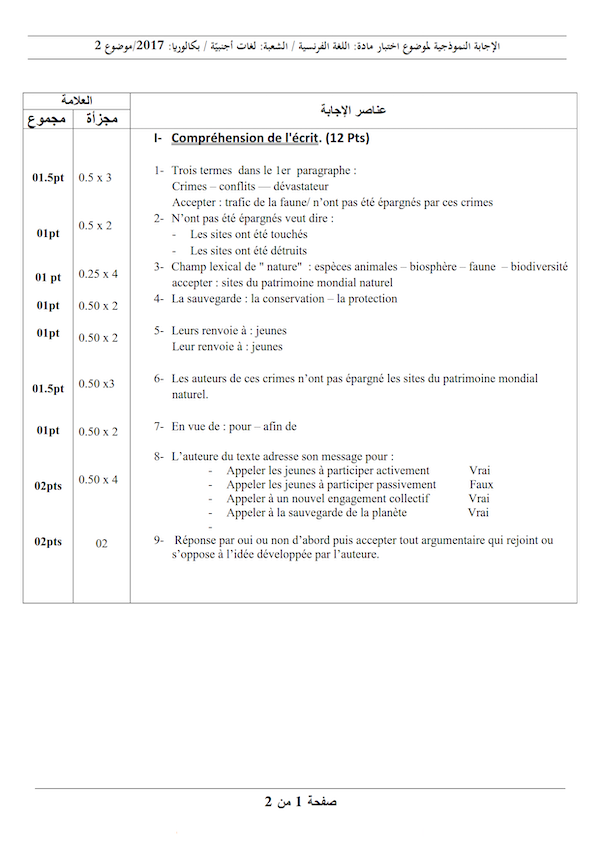 الإجابة النموذجية لموضوع اختبار مادة: اللغة الفرنسية / الشعبة: لغات أجنبيّة / بكالوريا: 2017/موضوع 2
العلامة
عناصر الإجابة
مجموع مجزأة
I- Compréhension de l'écrit. (12 Pts)
1- Trois termes dans le 1er paragraphe :
01.5pt 0.5 x 3
Crimes – conflits — dévastateur
Accepter : trafic de la faune/ n’ont pas été épargnés par ces crimes
2- N’ont pas été épargnés veut dire :
01pt 0.5 x 2
- Les sites ont été touchés
- Les sites ont été détruits
3- Champ lexical de " nature" : espèces animales – biosphère – faune – biodiversité
01 pt 0.25 x 4
accepter : sites du patrimoine mondial naturel
4- La sauvegarde : la conservation – la protection
01pt 0.50 x 2
5- Leurs renvoie à : jeunes
01pt 0.50 x 2
Leur renvoie à : jeunes
6- Les auteurs de ces crimes n’ont pas épargné les sites du patrimoine mondial
01.5pt 0.50 x3
naturel.
7- En vue de : pour – afin de
01pt 0.50 x 2
8- L’auteure du texte adresse son message pour :
- Appeler les jeunes à participer activement Vrai
02pts 0.50 x 4
- Appeler les jeunes à participer passivement Faux
- Appeler à un nouvel engagement collectif Vrai
- Appeler à la sauvegarde de la planète Vrai
-
9- Réponse par oui ou non d’abord puis accepter tout argumentaire qui rejoint ou
02pts 02
s’oppose à l’idée développée par l’auteure.
صفحة 1 من 2